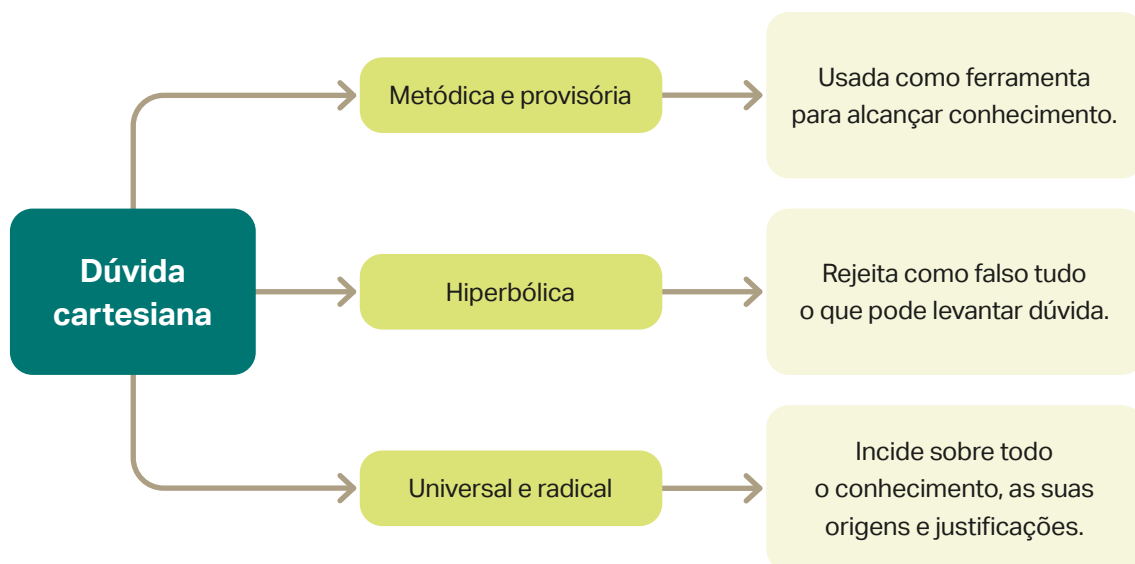 Dúvida
cartesiana
Metódica e provisória
Usada como ferramenta
para alcançar conhecimento.
Hiperbólica
Rejeita como falso tudo
o que pode levantar dúvida.
Universal e radical
Incide sobre todo
o conhecimento, as suas
origens e justificações.